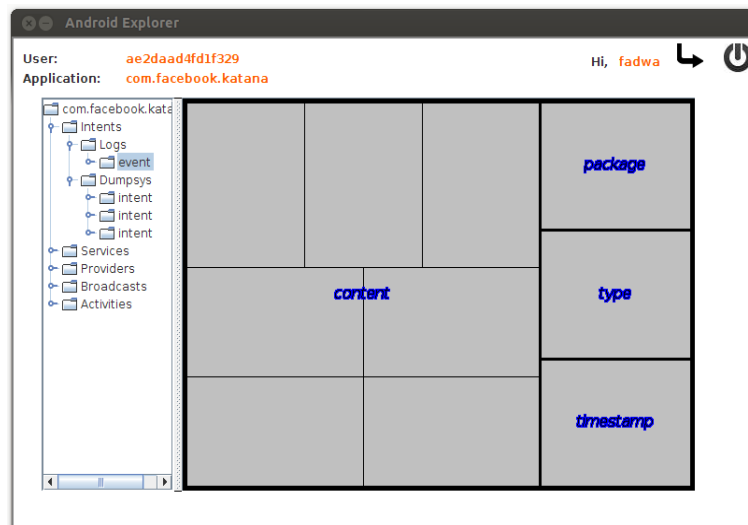 Android Explorer
User: ae2daad4fd1f329
Application: com.facebook.katana
Hi, fadwa
com.facebook.kata
Intents
Logs
event
Dumpsys
intent
intent
intent
Services
Providers
Broadcasts
Activities
content
package
type
timestamp